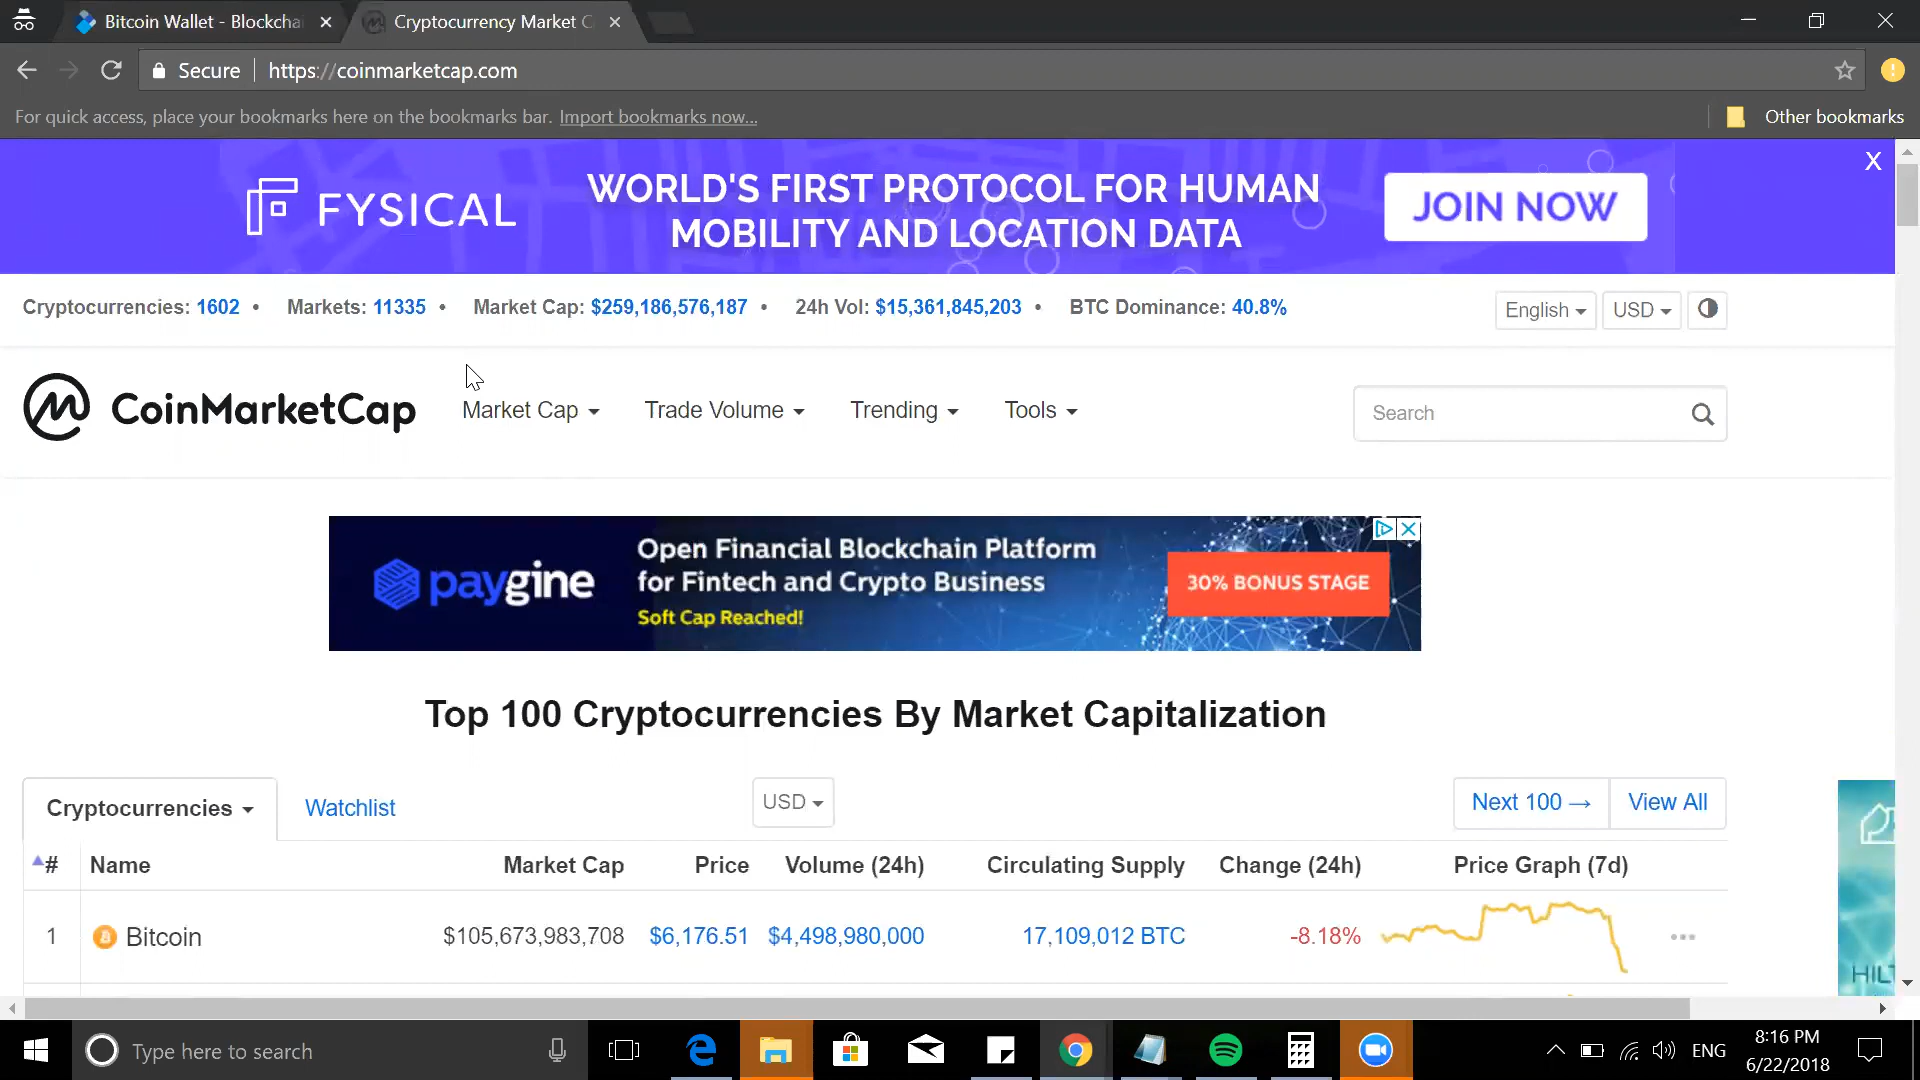 Bitcoin Wallet - Blockcha
Cryptocurrency Market C
Secure
https://coinmarketcap.com
For quick access, place your bookmarks here on the bookmarks bar. Import bookmarks now...
Other bookmarks
FYSICAL
WORLD'S FIRST PROTOCOL FOR HUMAN
MOBILITY AND LOCATION DATA
JOIN NOW
X
Cryptocurrencies: 1602 • Markets: 11335 • Market Cap: $259,186,576,187 • 24h Vol: $15,361,845,203 • BTC Dominance: 40.8%
English
USD
CoinMarketCap
Market Cap
Trade Volume
Trending
Tools
Search
paygine
Open Financial Blockchain Platform
for Fintech and Crypto Business
Soft Cap Reached!
30% BONUS STAGE
Top 100 Cryptocurrencies By Market Capitalization
Cryptocurrencies
Watchlist
USD
Next 100 →
View All
# Name Market Cap Price Volume (24h) Circulating Supply Change (24h) Price Graph (7d)
1 Bitcoin $105,673,983,708 $6,176.51 $4,498,980,000 17,109,012 BTC -8.18%
HILT
Type here to search
ENG
8:16 PM
6/22/2018